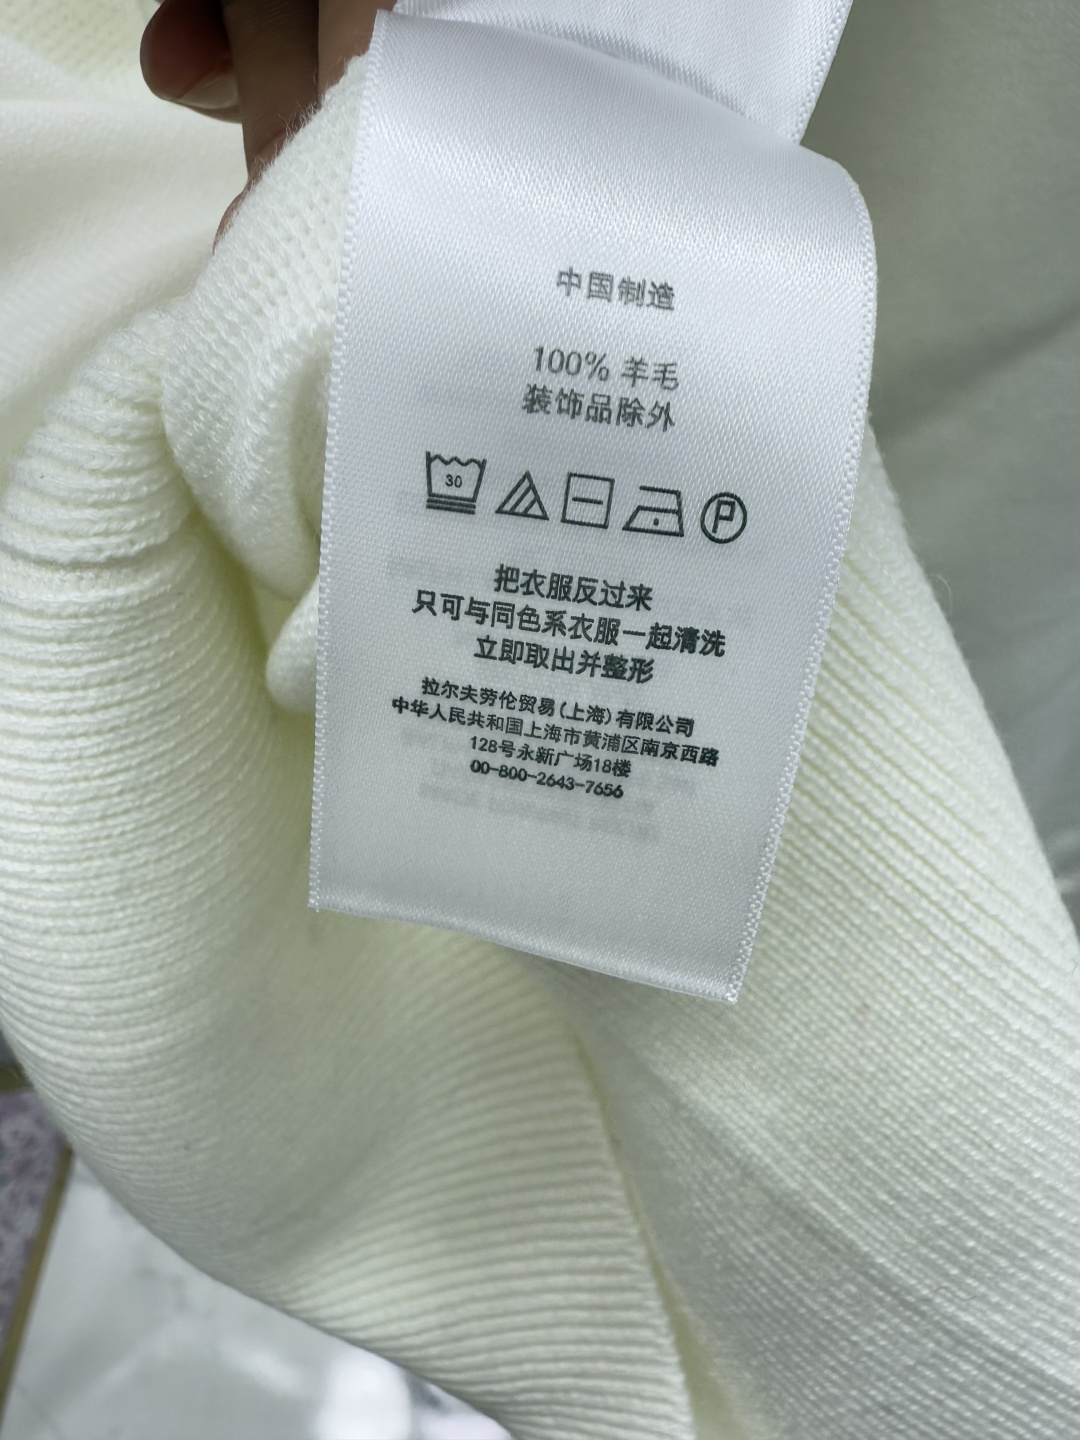 中国制造
100% 羊毛
装饰品除外
30
P
把衣服反过来
只可与同色系衣服一起清洗
立即取出并整形
拉尔夫劳伦贸易(上海)有限公司
中华人民共和国上海市黄浦区南京西路
128号永新广场18楼
00-800-2643-7656